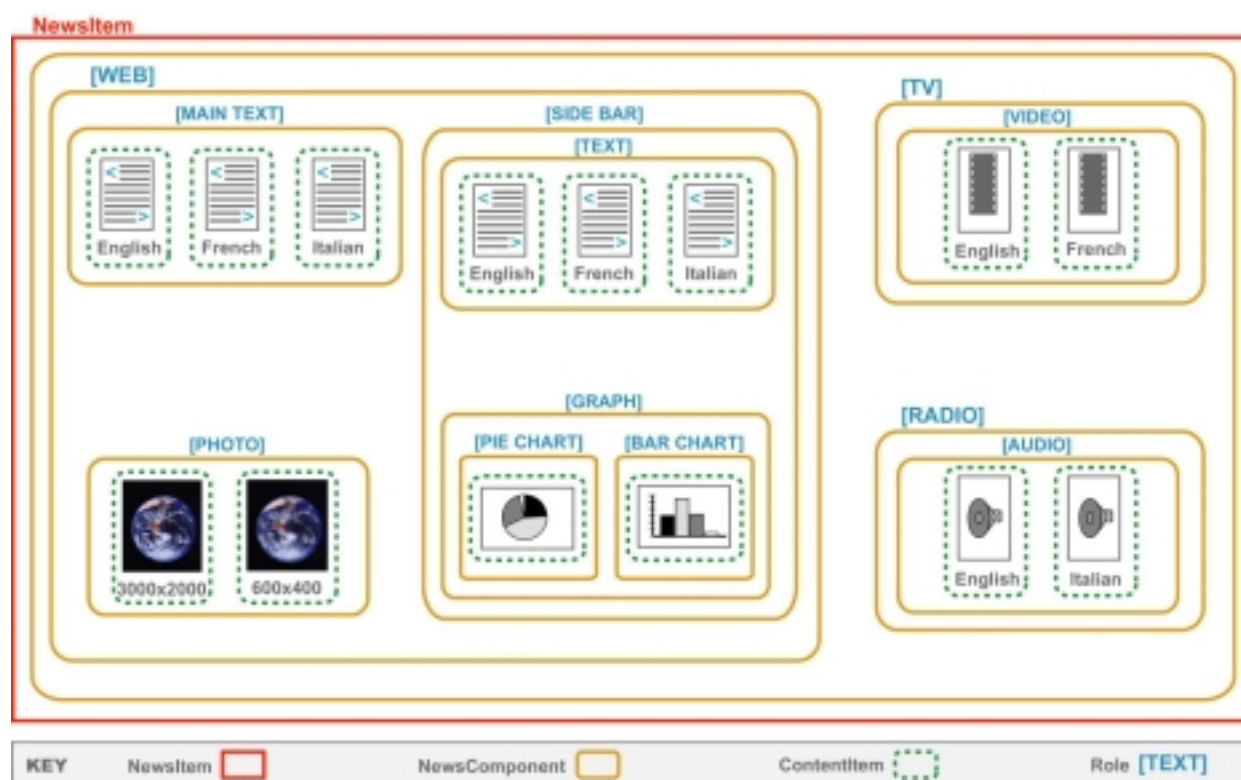 NewsItem
[WEB]
[TV]
[MAIN TEXT]
[SIDE BAR]
[VIDEO]
[TEXT]
English
French
Italian
English
French
English
French
Italian
[GRAPH]
[RADIO]
[PHOTO]
[PIE CHART]
[BAR CHART]
[AUDIO]
3000x2000
600x400
English
Italian
KEY NewsItem NewsComponent ContentItem Role [TEXT]